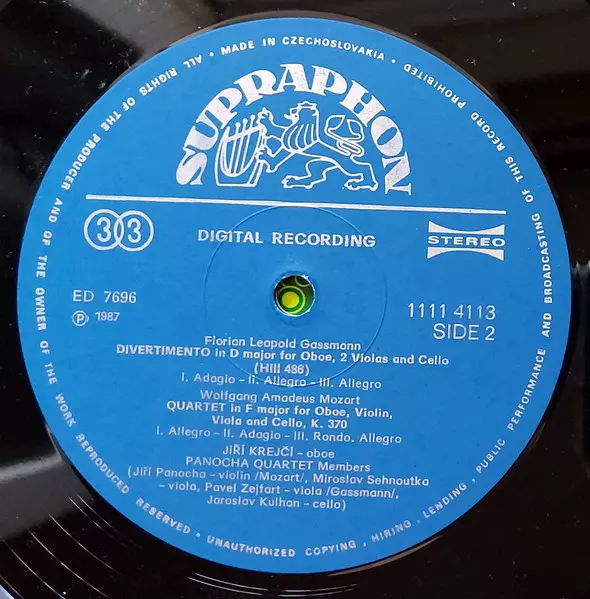 MADE IN CZECHOSLOVAKIA • ALL RIGHTS OF THE PRODUCER AND OF THE OWNER OF THE WORK REPRODUCED RESERVED • UNAUTHORIZED COPYING, HIRING, LENDING, PUBLIC PERFORMANCE AND BROADCASTING OF THIS RECORD PROHIBITED •
SUPRAPHON
33
DIGITAL RECORDING
STEREO
ED 7696
1111 4113
Ⓟ 1987
SIDE 2
Florian Leopold Gassmann
DIVERTIMENTO in D major for Oboe, 2 Violas and Cello
(Hill 486)
I. Adagio – II. Allegro – III. Allegro
Wolfgang Amadeus Mozart
QUARTET in F major for Oboe, Violin,
Viola and Cello, K. 370
I. Allegro – II. Adagio – III. Rondo. Allegro
JIŘÍ KREJČÍ – oboe
PANOCHA QUARTET Members
(Jiří Panocha – violin /Mozart/, Miroslav Sehnoutka
– viola, Pavel Zejfart – viola /Gassmann/,
Jaroslav Kulhan – cello)